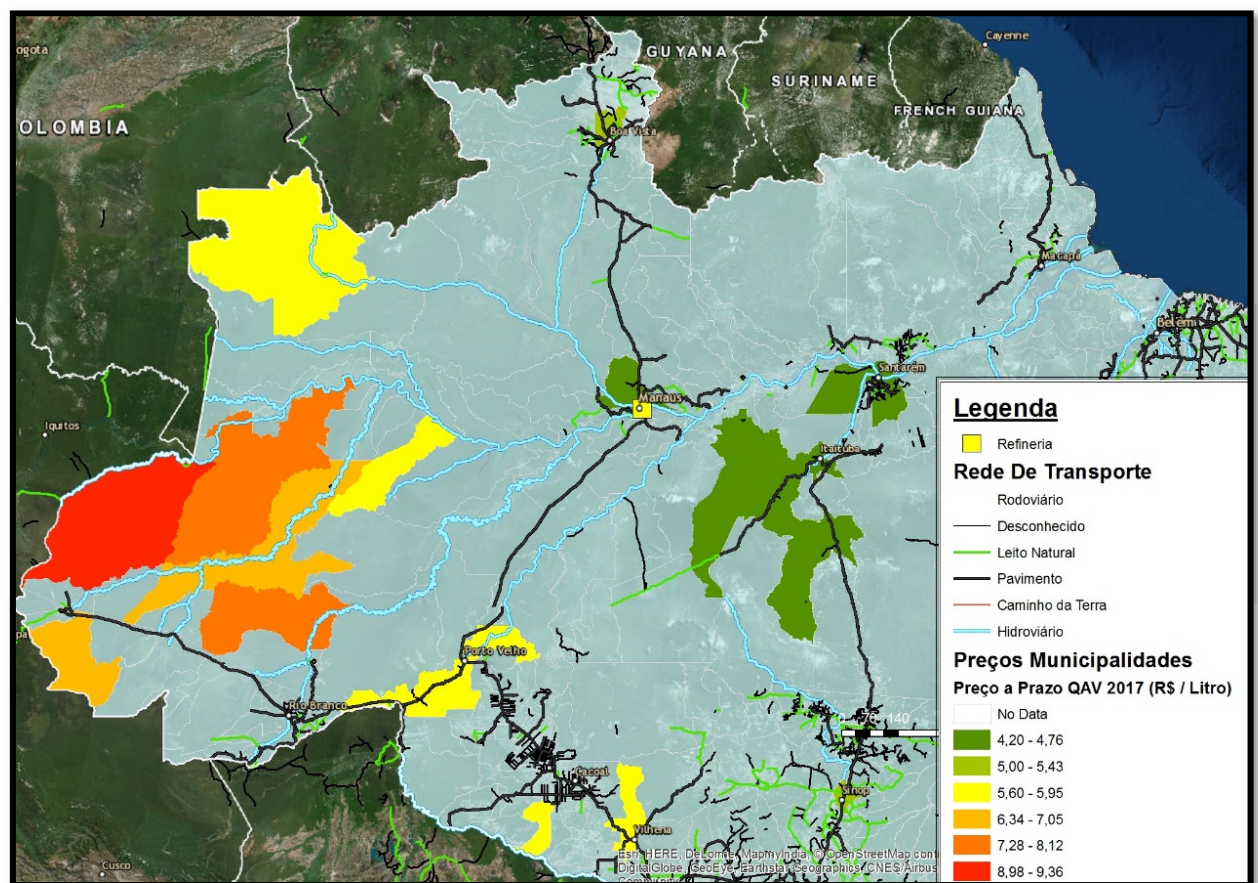 ogota
GUYANA
Cayenne
SURINAME
FRENCH GUIANA
OLOMBIA
Boa Vista
Macapá
Belém
Santarém
Manaus
Iquitos
Itaituba
Porto Velho
Rio Branco
Cacoal
Sinop
Vilhena
Cusco
140
Esri, HERE, DeLorme, MapmyIndia, © OpenStreetMap cont
DigitalGlobe, GeoEye, Earthstar Geographics, CNES/Airbus
Legenda
Refineria
Rede De Transporte
Rodoviário
Desconhecido
Leito Natural
Pavimento
Caminho da Terra
Hidroviário
Preços Municipalidades
Preço a Prazo QAV 2017 (R$ / Litro)
No Data
4,20 - 4,76
5,00 - 5,43
5,60 - 5,95
6,34 - 7,05
7,28 - 8,12
8,98 - 9,36